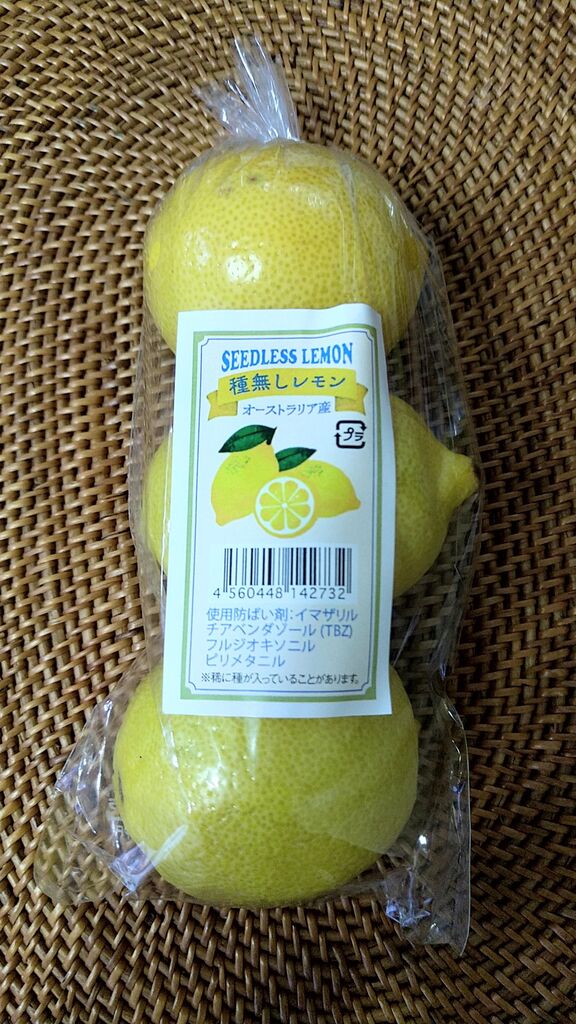 SEEDLESS LEMON
種無しレモン
オーストラリア産
プラ
4 560448 142732
使用防ばい剤:イマザリル
チアベンダゾール(TBZ)
フルジオキソニル
ピリメタニル
※稀に種が入っていることがあります。